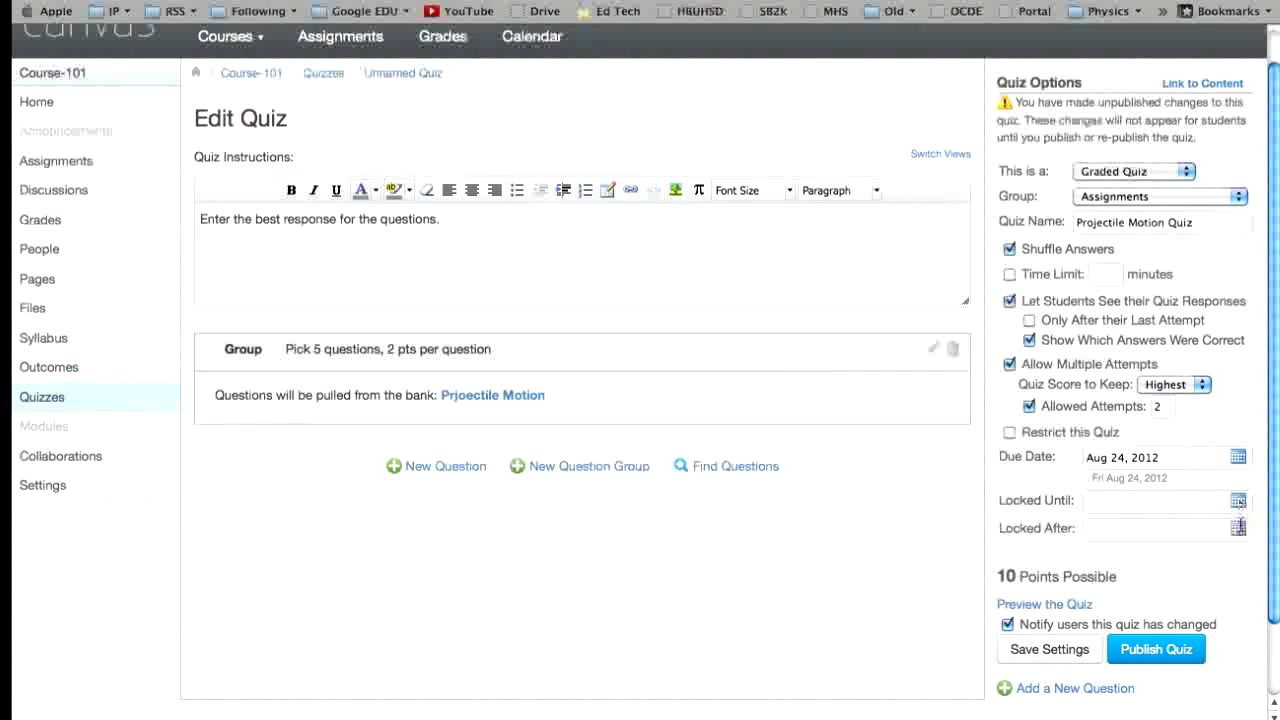 Apple IP RSS Following Google EDU YouTube Drive Ed Tech HBUHSD SBZk MHS Old OCDE Portal Physics » Bookmarks
canvas Courses Assignments Grades Calendar
Course-101
Home
Announcements
Assignments
Discussions
Grades
People
Pages
Files
Syllabus
Outcomes
Quizzes
Modules
Collaborations
Settings
Course-101 Quizzes Unnamed Quiz
Edit Quiz
Quiz Instructions:
Switch Views
B I U A aby π Font Size Paragraph
Enter the best response for the questions.
Group Pick 5 questions, 2 pts per question
Questions will be pulled from the bank: Prjoectile Motion
New Question New Question Group Find Questions
Quiz Options Link to Content
You have made unpublished changes to this
quiz. These changes will not appear for students
until you publish or re-publish the quiz.
This is a: Graded Quiz
Group: Assignments
Quiz Name: Projectile Motion Quiz
Shuffle Answers
Time Limit: minutes
Let Students See their Quiz Responses
Only After their Last Attempt
Show Which Answers Were Correct
Allow Multiple Attempts
Quiz Score to Keep: Highest
Allowed Attempts: 2
Restrict this Quiz
Due Date: Aug 24, 2012
Fri Aug 24, 2012
Locked Until:
Locked After:
10 Points Possible
Preview the Quiz
Notify users this quiz has changed
Save Settings Publish Quiz
Add a New Question